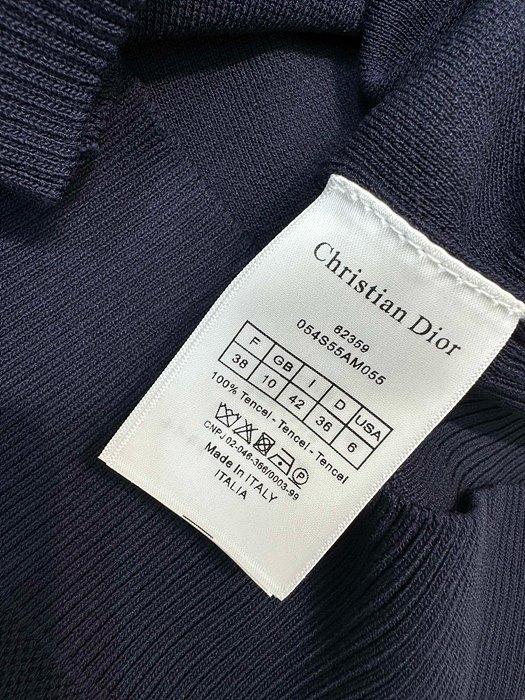 Christian Dior
82359
054S55AM055
F GB I D USA
38 10 42 36 6
100% Tencel - Tencel - Tencel
CNPJ 02-046-366/0003-99
Made In ITALY
ITALIA